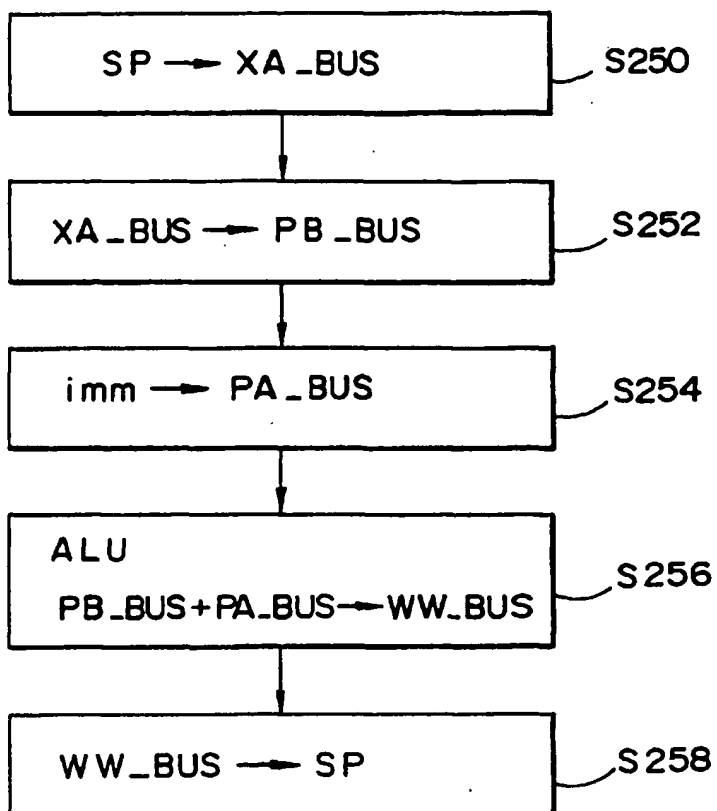 SP → XA_BUS
S250
XA_BUS → PB_BUS
S252
imm → PA_BUS
S254
ALU
PB_BUS+PA_BUS→WW_BUS
S256
WW_BUS → SP
S258